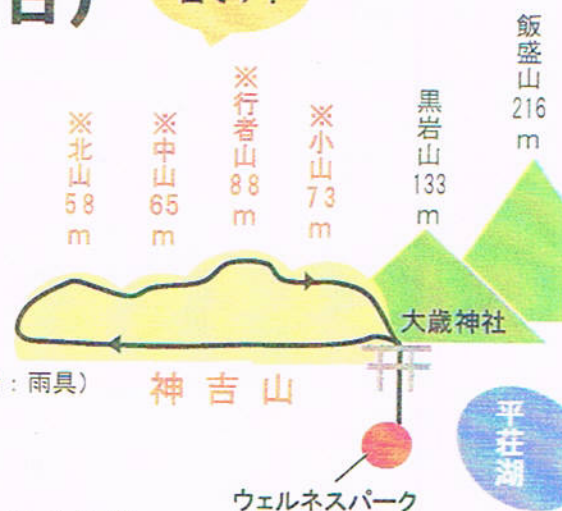 飯盛山216m
黒岩山133m
※小山73m
※行者山88m
※中山65m
※北山58m
大歳神社
：雨具）
神吉山
平荘湖
ウェルネスパーク